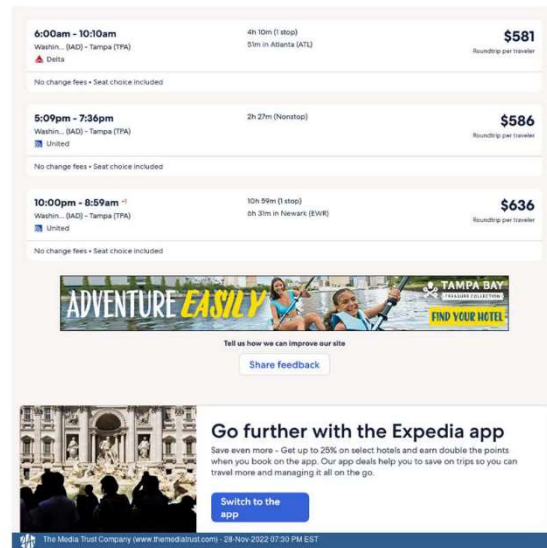 6:00am - 10:10am
4h 10m (1 stop)
$581
Washin... (IAD) - Tampa (TPA)
51m in Atlanta (ATL)
Roundtrip per traveler
Delta
No change fees • Seat choice included
5:09pm - 7:36pm
2h 27m (Nonstop)
$586
Washin... (IAD) - Tampa (TPA)
Roundtrip per traveler
United
No change fees • Seat choice included
10:00pm - 8:59am +1
10h 59m (1 stop)
$636
Washin... (IAD) - Tampa (TPA)
6h 31m in Newark (EWR)
Roundtrip per traveler
United
No change fees • Seat choice included
ADVENTURE EASILY
TAMPA BAY
TREASURE COLLECTION
FIND YOUR HOTEL
Tell us how we can improve our site
Share feedback
Go further with the Expedia app
Save even more - Get up to 25% on select hotels and earn double the points
when you book on the app. Our app deals help you to save on trips so you can
travel more and managing it all on the go.
Switch to the
app
The Media Trust Company (www.themediatrust.com) - 28-Nov-2022 07:30 PM EST